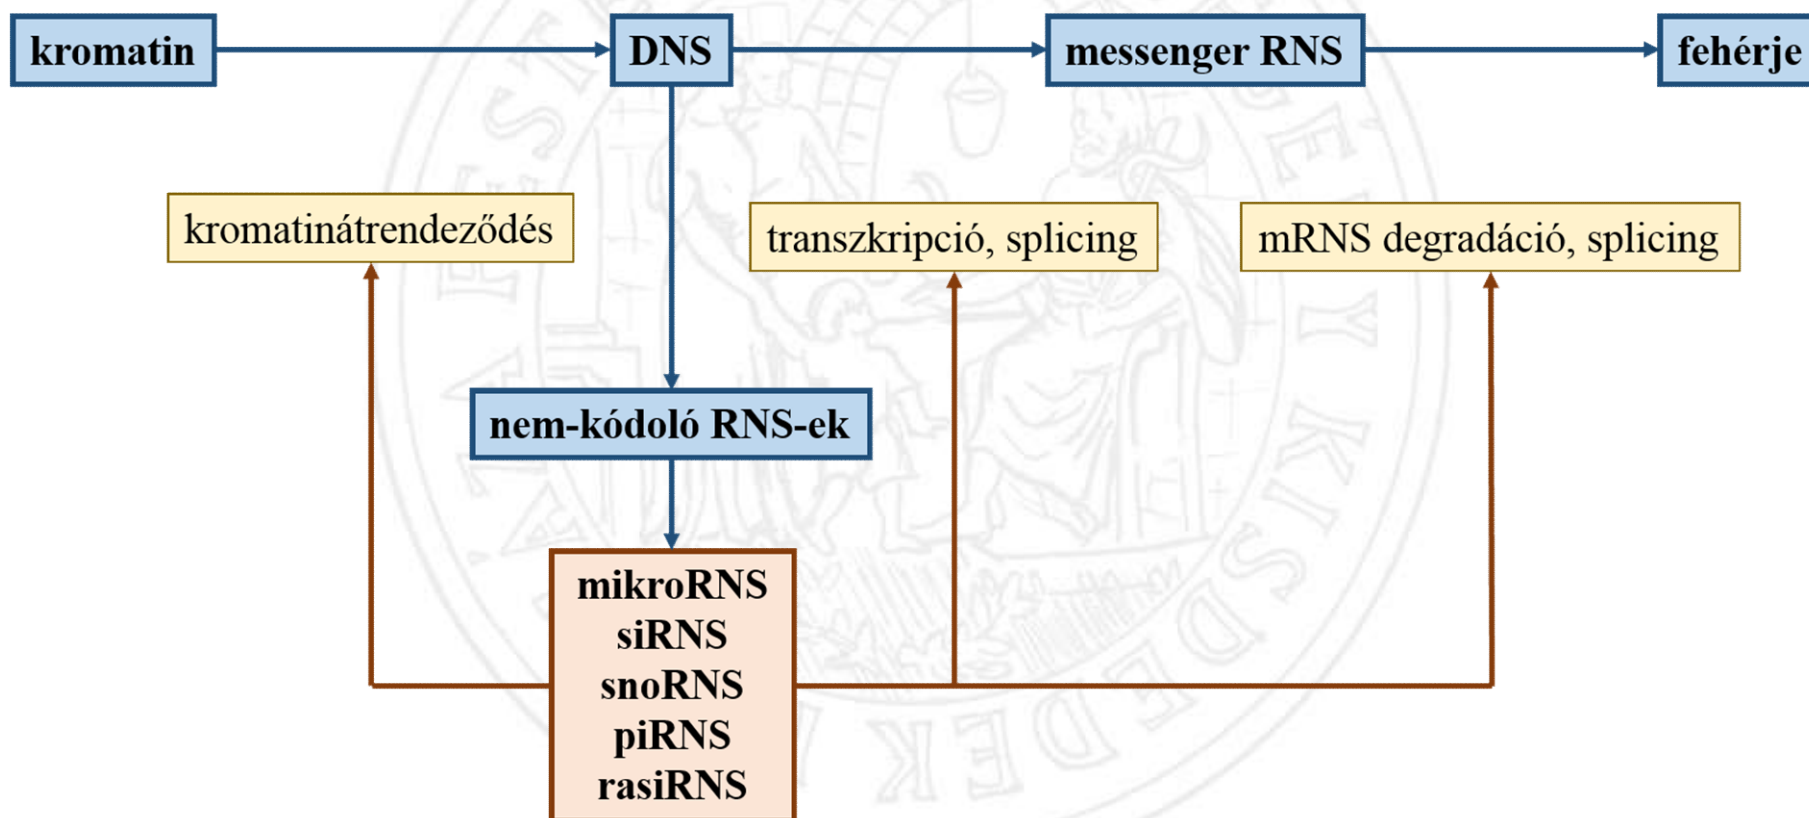 kromatin
DNS
messenger RNS
fehérje
kromatinátrendeződés
transzkripció, splicing
mRNS degradáció, splicing
nem-kódoló RNS-ek
mikroRNS
siRNS
snoRNS
piRNS
rasiRNS